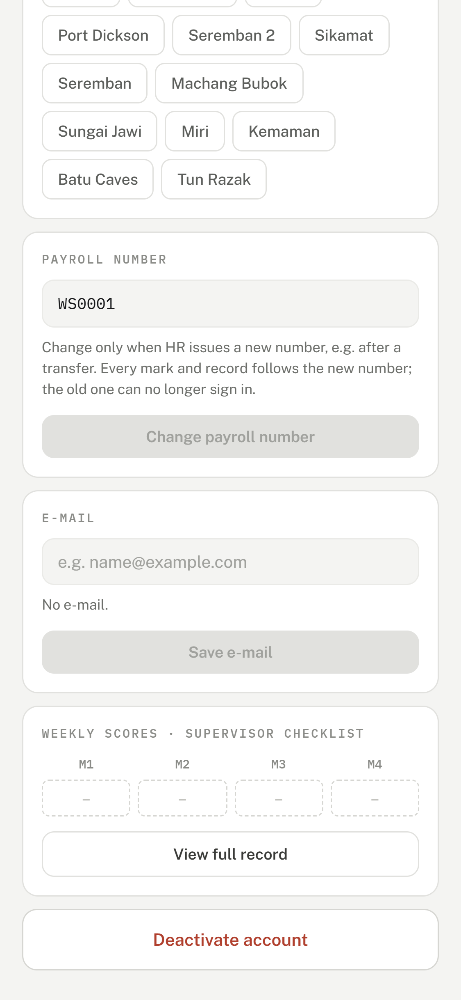 Port Dickson Seremban 2 Sikamat
Seremban Machang Bubok
Sungai Jawi Miri Kemaman
Batu Caves Tun Razak
PAYROLL NUMBER
WS0001
Change only when HR issues a new number, e.g. after a
transfer. Every mark and record follows the new number;
the old one can no longer sign in.
Change payroll number
E-MAIL
e.g. name@example.com
No e-mail.
Save e-mail
WEEKLY SCORES · SUPERVISOR CHECKLIST
M1 M2 M3 M4
– – – –
View full record
Deactivate account